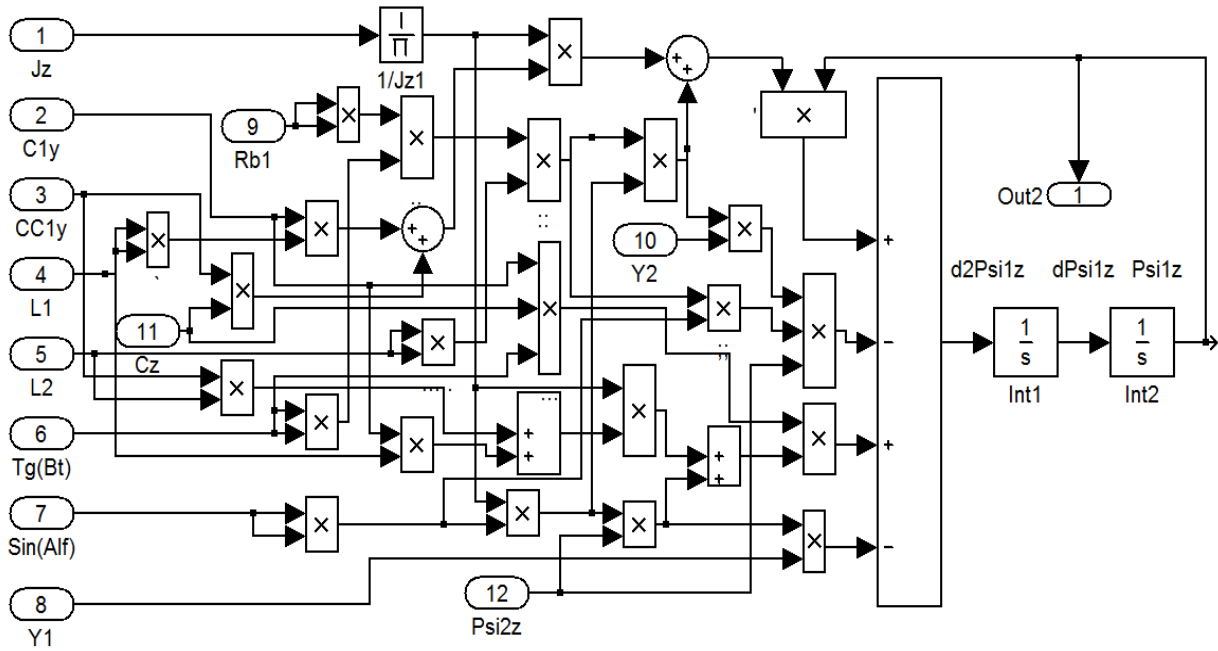 1
Jz
1
∏
1/Jz1
×
+
+
2
C1y
9
Rb1
×
×
'
×
3
CC1y
×
×
Out2
1
4
L1
×
×
..
+
+
::
10
Y2
×
+
`
×
×
d2Psi1z
dPsi1z
Psi1z
11
Cz
5
L2
×
×
;;
×
-
1
s
Int1
1
s
Int2
×
.....
...
×
6
Tg(Bt)
×
×
+
+
+
+
×
+
7
Sin(Alf)
×
×
×
×
-
8
Y1
12
Psi2z